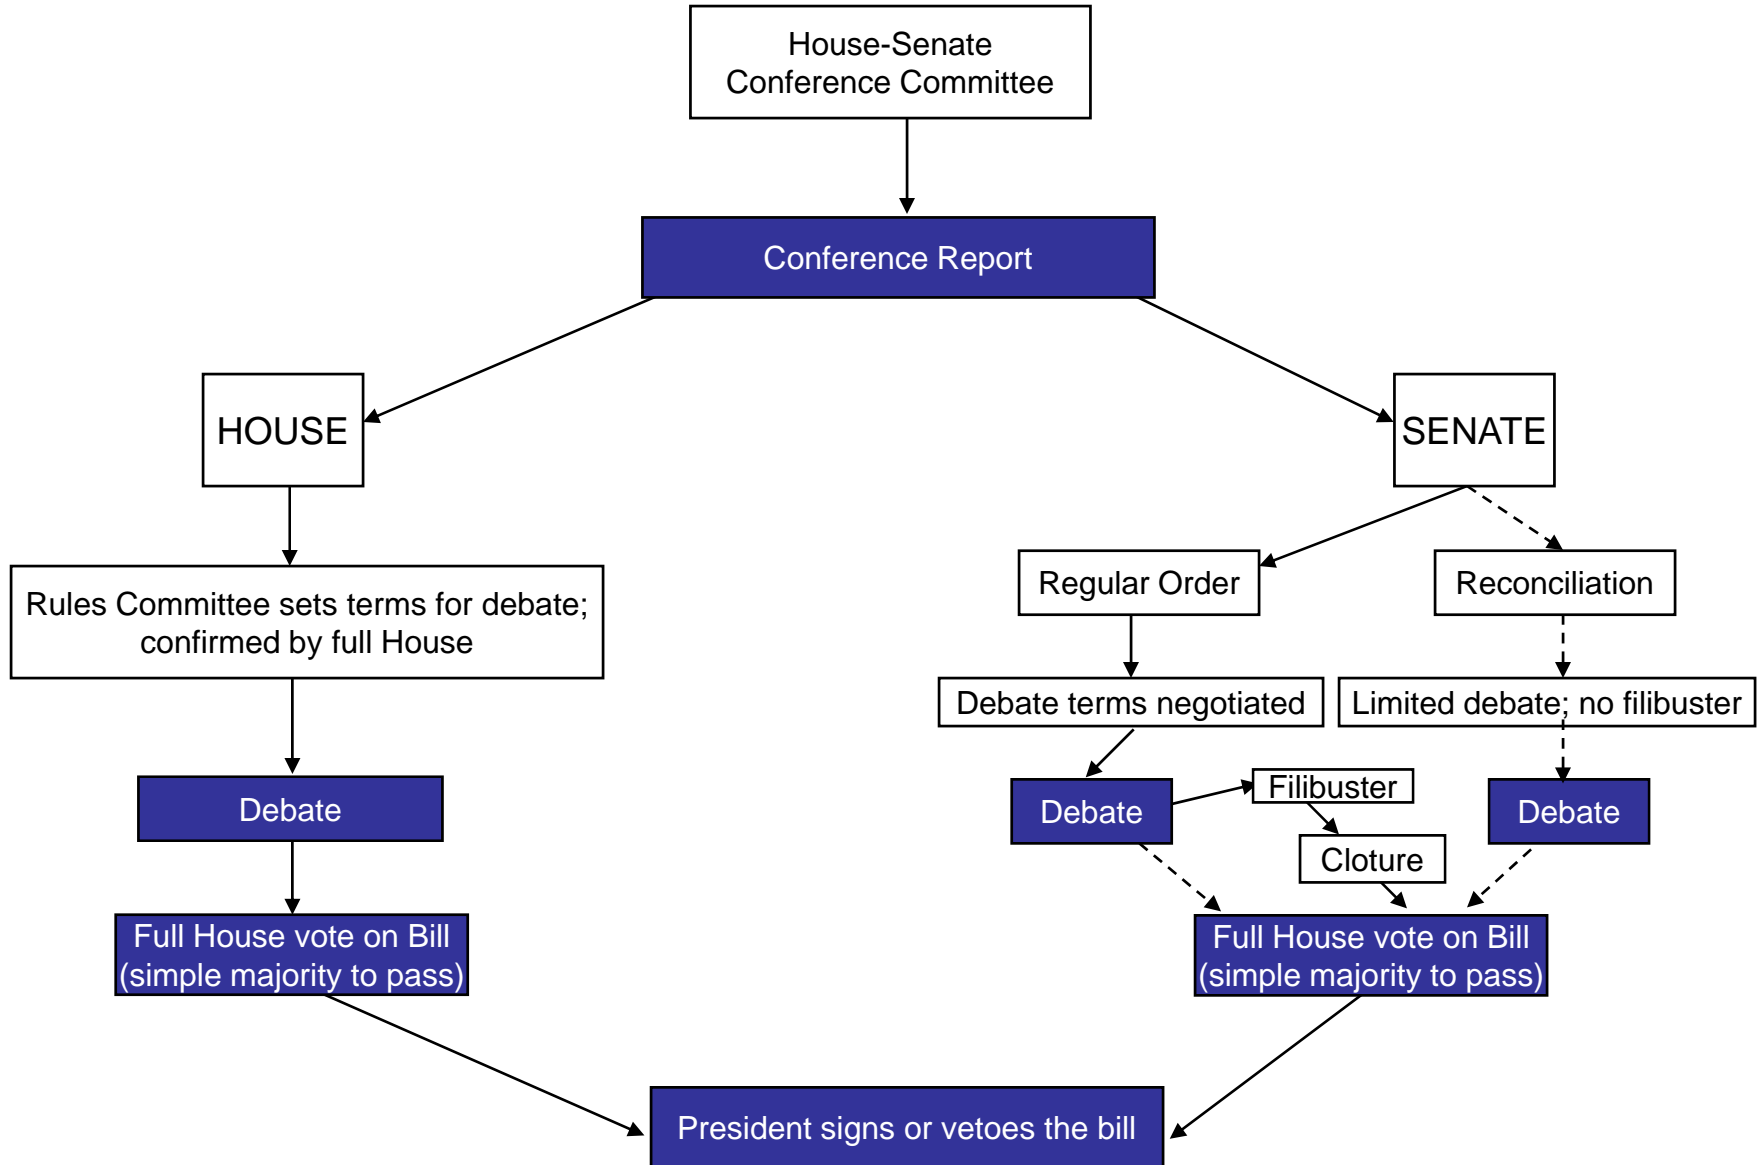 House-Senate
Conference Committee
Conference Report
HOUSE
SENATE
Rules Committee sets terms for debate;
confirmed by full House
Regular Order
Reconciliation
Debate terms negotiated
Limited debate; no filibuster
Debate
Debate
Filibuster
Debate
Cloture
Full House vote on Bill
(simple majority to pass)
Full House vote on Bill
(simple majority to pass)
President signs or vetoes the bill